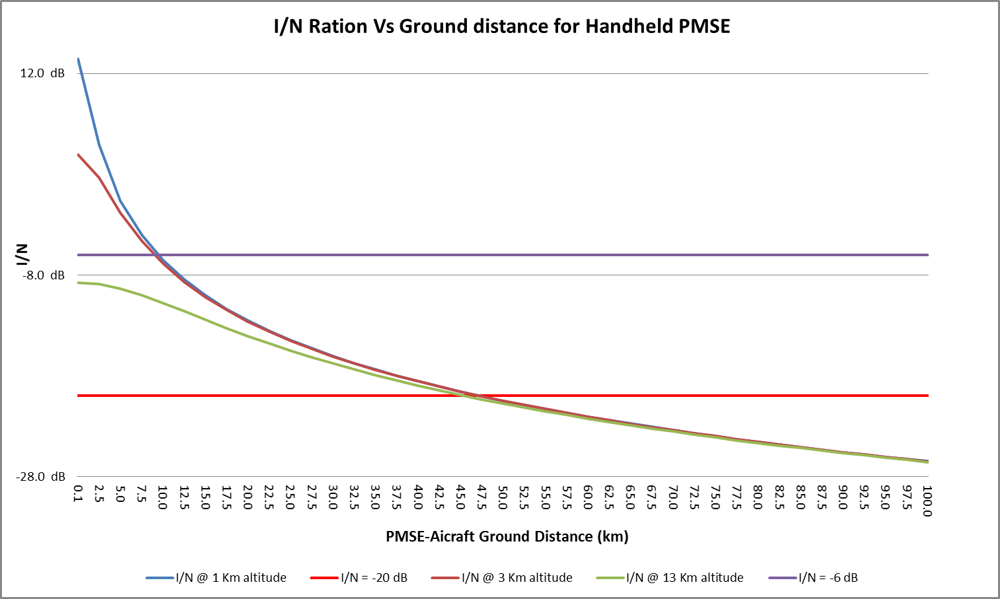 I/N Ration Vs Ground distance for Handheld PMSE
12.0 dB
-8.0 dB
-28.0 dB
I/N
0.1 2.5 5.0 7.5 10.0 12.5 15.0 17.5 20.0 22.5 25.0 27.5 30.0 32.5 35.0 37.5 40.0 42.5 45.0 47.5 50.0 52.5 55.0 57.5 60.0 62.5 65.0 67.5 70.0 72.5 75.0 77.5 80.0 82.5 85.0 87.5 90.0 92.5 95.0 97.5 100.0
PMSE-Aicraft Ground Distance (km)
I/N @ 1 Km altitude I/N = -20 dB I/N @ 3 Km altitude I/N @ 13 Km altitude I/N = -6 dB